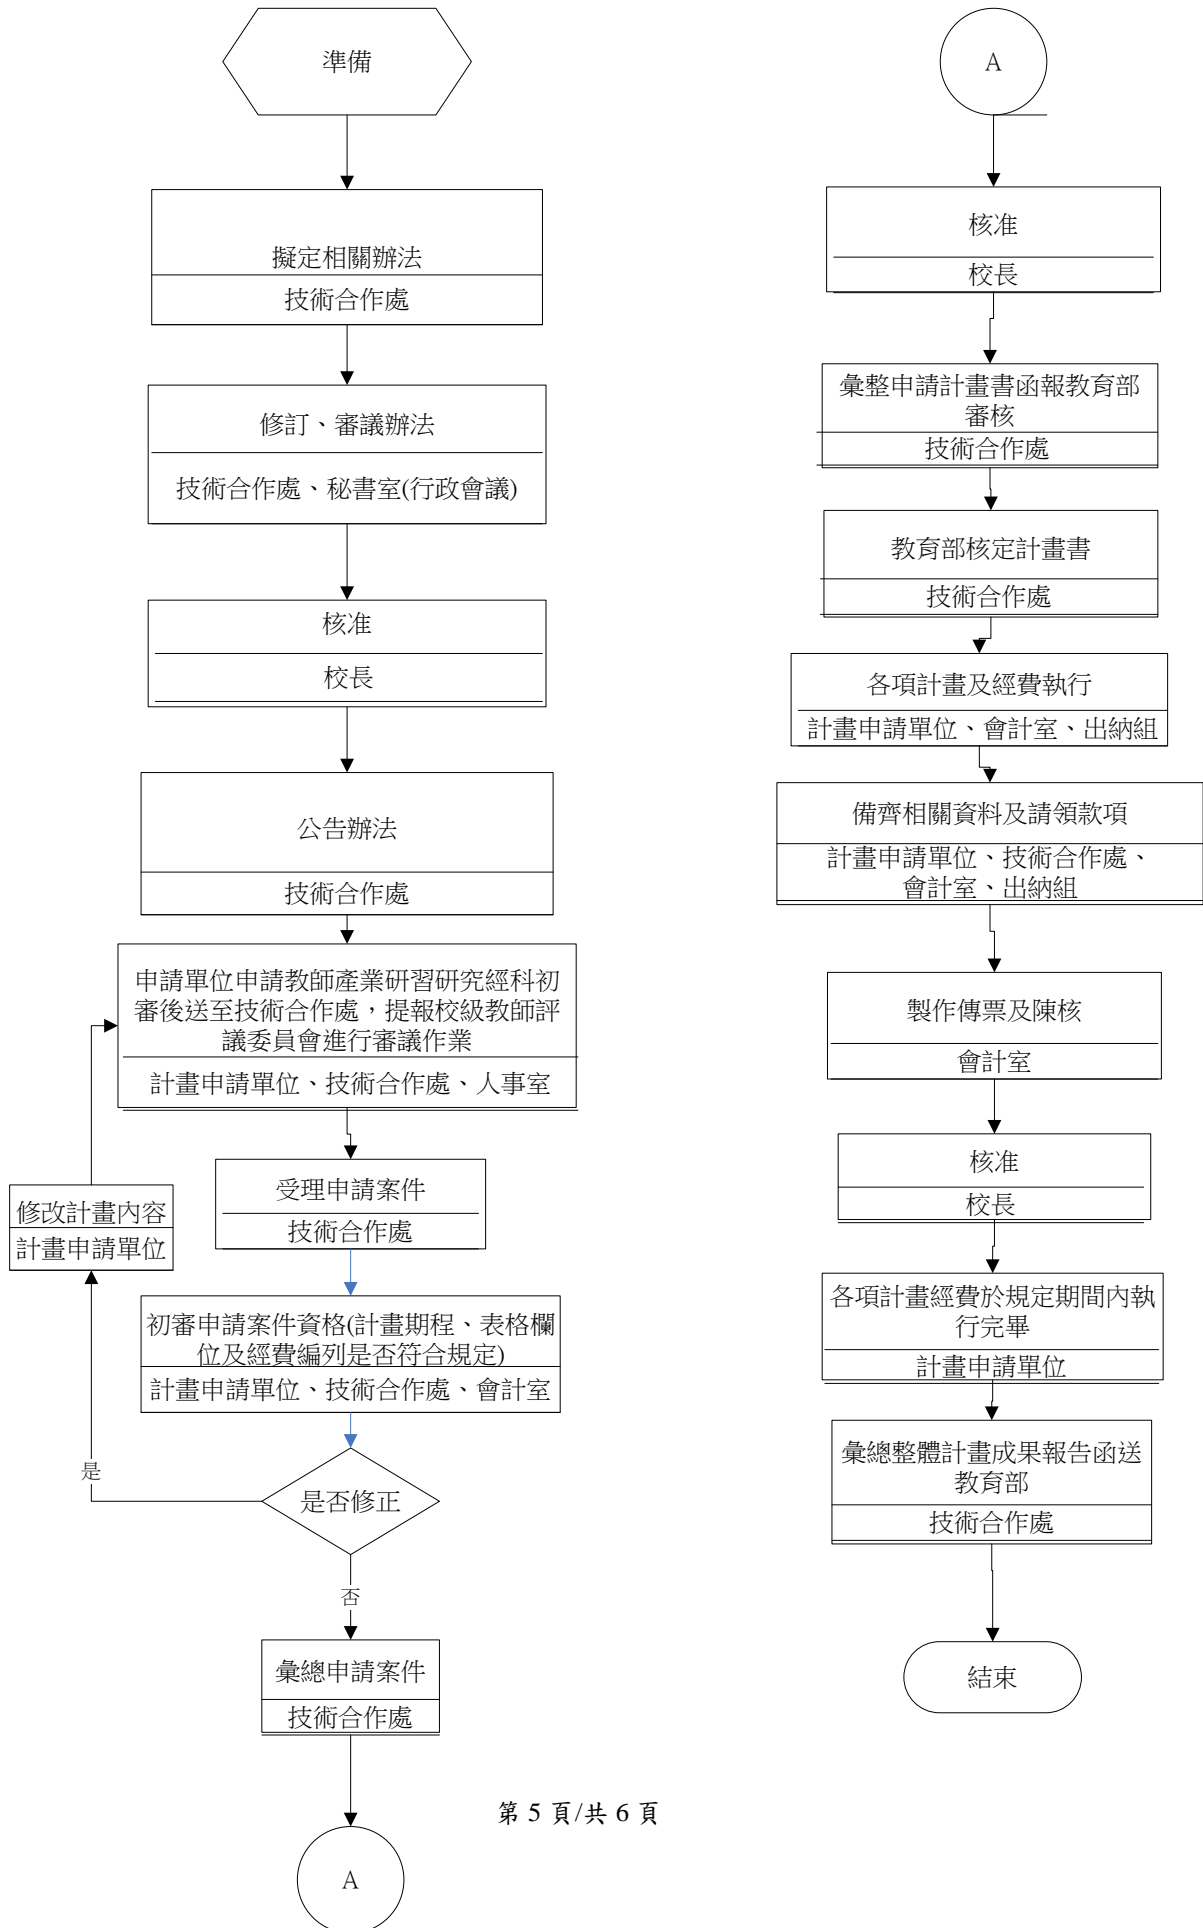 準備
擬定相關辦法
技術合作處
修訂、審議辦法
技術合作處、秘書室(行政會議)
核准
校長
公告辦法
技術合作處
申請單位申請教師產業研習研究經科初
審後送至技術合作處，提報校級教師評
議委員會進行審議作業
計畫申請單位、技術合作處、人事室
受理申請案件
技術合作處
修改計畫內容
計畫申請單位
初審申請案件資格(計畫期程、表格欄
位及經費編列是否符合規定)
計畫申請單位、技術合作處、會計室
是
是否修正
否
彙總申請案件
技術合作處
A
A
核准
校長
彙整申請計畫書函報教育部
審核
技術合作處
教育部核定計畫書
技術合作處
各項計畫及經費執行
計畫申請單位、會計室、出納組
備齊相關資料及請領款項
計畫申請單位、技術合作處、
會計室、出納組
製作傳票及陳核
會計室
核准
校長
各項計畫經費於規定期間內執
行完畢
計畫申請單位
彙總整體計畫成果報告函送
教育部
技術合作處
結束
第 5 頁/共 6 頁